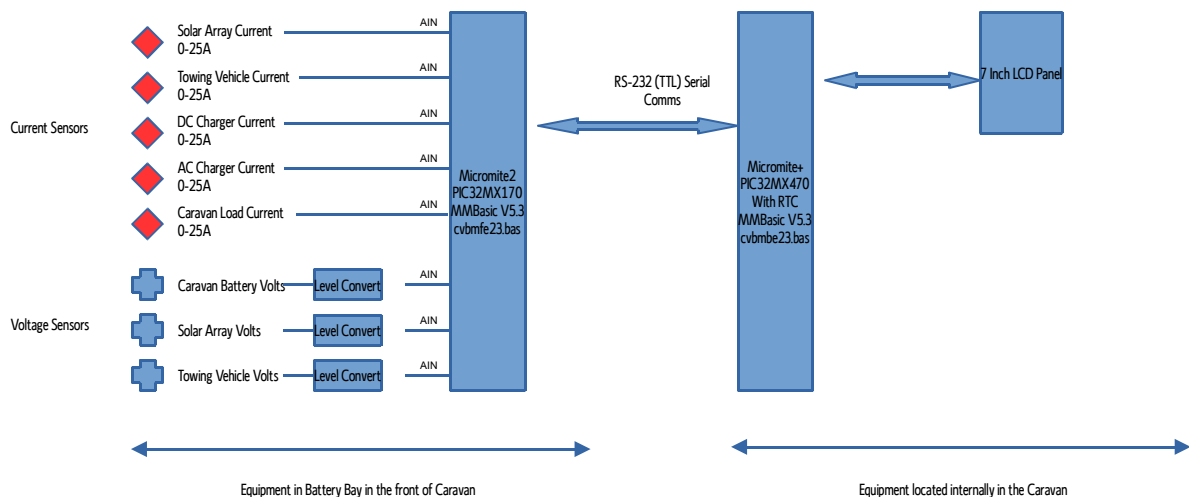 Solar Array Current
0-25A
AIN
Towing Vehicle Current
0-25A
AIN
Current Sensors
DC Charger Current
0-25A
AIN
AC Charger Current
0-25A
AIN
Caravan Load Current
0-25A
AIN
Voltage Sensors
Caravan Battery Volts
Level Convert
AIN
Solar Array Volts
Level Convert
AIN
Towing Vehicle Volts
Level Convert
AIN
Micromite2
PIC32MX170
MMBasic V5.3
cvbmfe23.bas
RS-232 (TTL) Serial
Comms
Micromite+
PIC32MX470
With RTC
MMBasic V5.3
cvbmbe23.bas
7 Inch LCD Panel
Equipment in Battery Bay in the front of Caravan
Equipment located internally in the Caravan